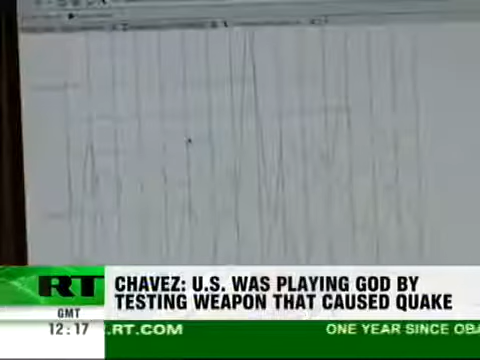 RT
CHAVEZ: U.S. WAS PLAYING GOD BY
TESTING WEAPON THAT CAUSED QUAKE
GMT
12:17
.RT.COM
ONE YEAR SINCE OBA